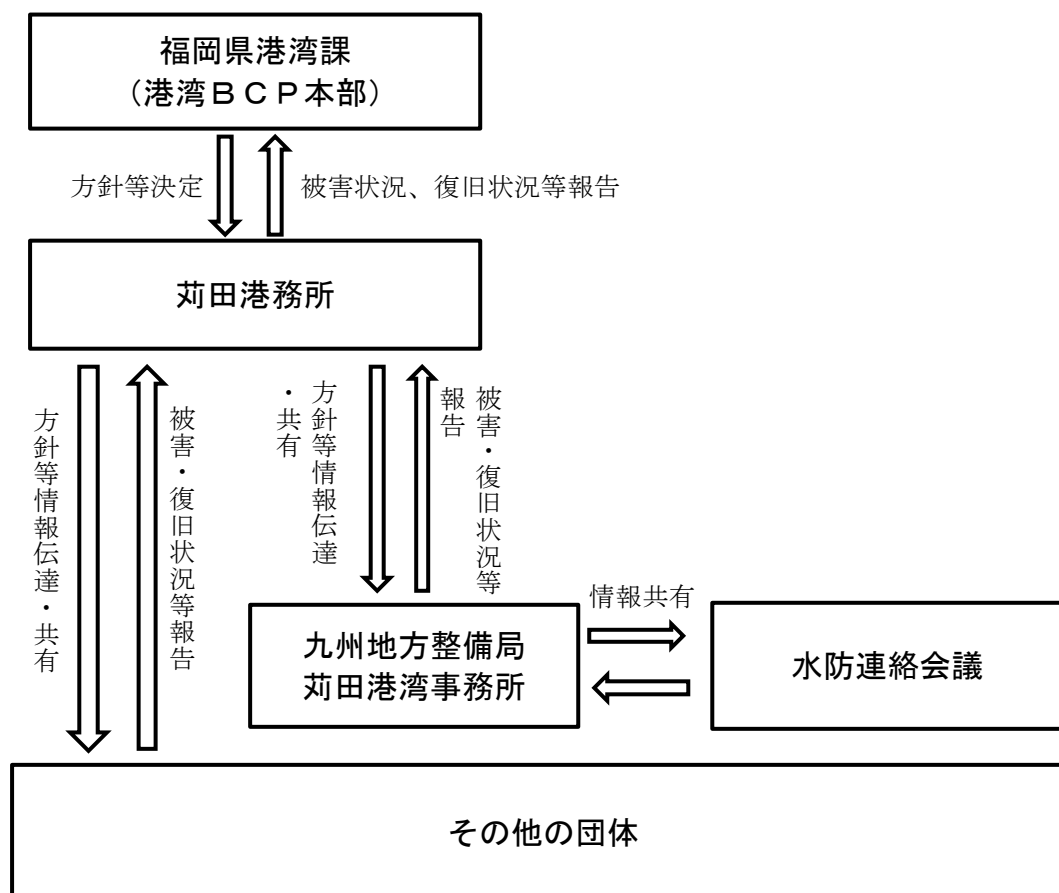 福岡県港湾課
（港湾ＢＣＰ本部）
方針等決定
被害状況、復旧状況等報告
苅田港務所
方針等情報伝達・共有
被害・復旧状況等報告
方針等情報伝達
・共有
被害・復旧状況等
報告
情報共有
九州地方整備局
苅田港湾事務所
水防連絡会議
その他の団体